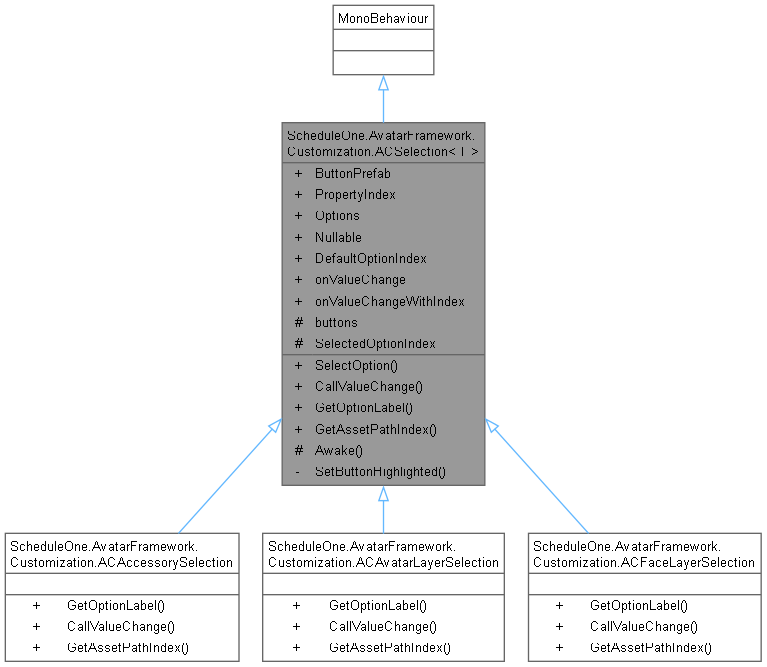 MonoBehaviour
ScheduleOne.AvatarFramework.
Customization.ACSelection< T >
+ ButtonPrefab
+ PropertyIndex
+ Options
+ Nullable
+ DefaultOptionIndex
+ onValueChange
+ onValueChangeWithIndex
# buttons
# SelectedOptionIndex
+ SelectOption()
+ CallValueChange()
+ GetOptionLabel()
+ GetAssetPathIndex()
# Awake()
- SetButtonHighlighted()
ScheduleOne.AvatarFramework.
Customization.ACAccessorySelection
+ GetOptionLabel()
+ CallValueChange()
+ GetAssetPathIndex()
ScheduleOne.AvatarFramework.
Customization.ACAvatarLayerSelection
+ GetOptionLabel()
+ CallValueChange()
+ GetAssetPathIndex()
ScheduleOne.AvatarFramework.
Customization.ACFaceLayerSelection
+ GetOptionLabel()
+ CallValueChange()
+ GetAssetPathIndex()